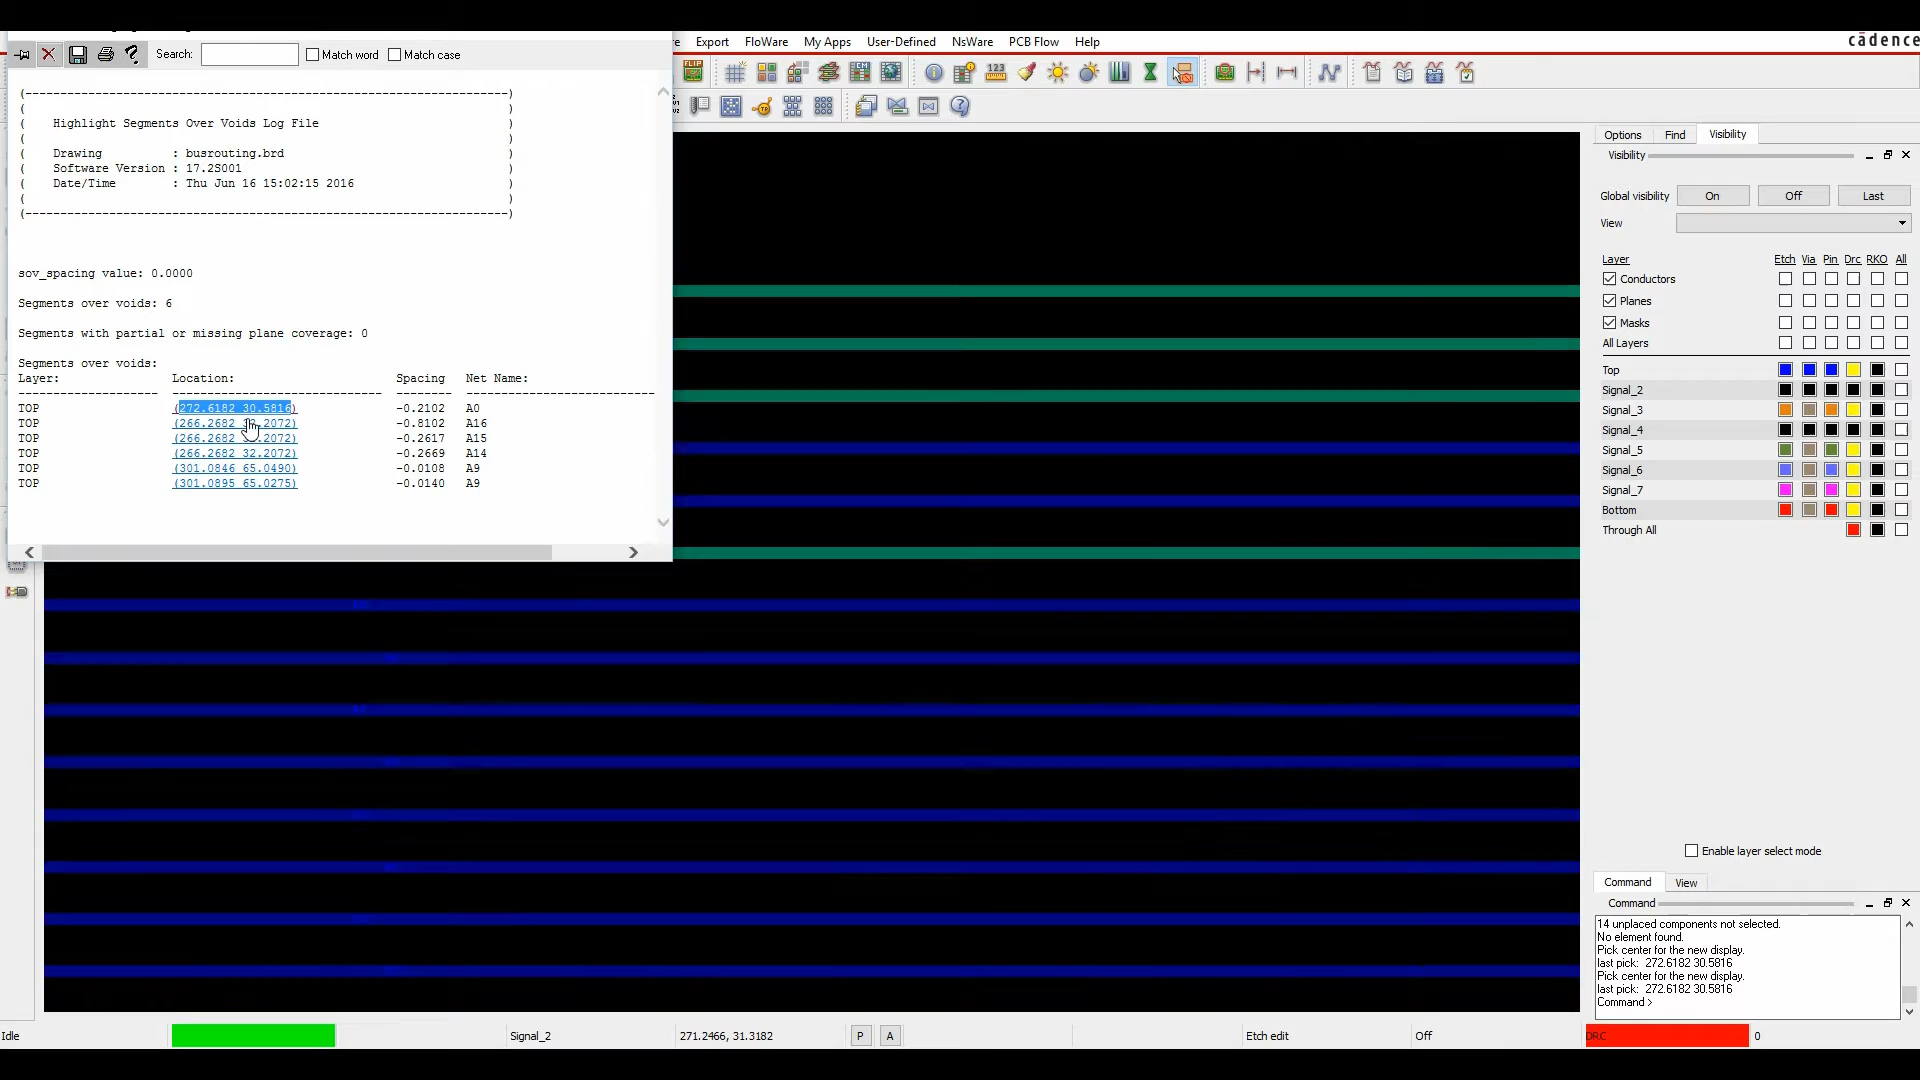 Export FloWare My Apps User-Defined NsWare PCB Flow Help
cādence
Search: Match word Match case
FLIP
123
Highlight Segments Over Voids Log File
Drawing : busrouting.brd
Software Version : 17.2S001
Date/Time : Thu Jun 16 15:02:15 2016
sov_spacing value: 0.0000
Segments over voids: 6
Segments with partial or missing plane coverage: 0
Segments over voids:
Layer: Location: Spacing Net Name:
TOP (272.6182 30.5816) -0.2102 A0
TOP (266.2682 32.2072) -0.8102 A16
TOP (266.2682 32.2072) -0.2617 A15
TOP (266.2682 32.2072) -0.2669 A14
TOP (301.0846 65.0490) -0.0108 A9
TOP (301.0895 65.0275) -0.0140 A9
Options Find Visibility
Visibility
Global visibility On Off Last
View
Layer Etch Via Pin Drc RKO All
Conductors
Planes
Masks
All Layers
Top
Signal_2
Signal_3
Signal_4
Signal_5
Signal_6
Signal_7
Bottom
Through All
Enable layer select mode
Command View
Command
14 unplaced components not selected.
No element found.
Pick center for the new display.
last pick: 272.6182 30.5816
Pick center for the new display.
last pick: 272.6182 30.5816
Command >
Idle Signal_2 271.2466, 31.3182 P A Etch edit Off DRC 0